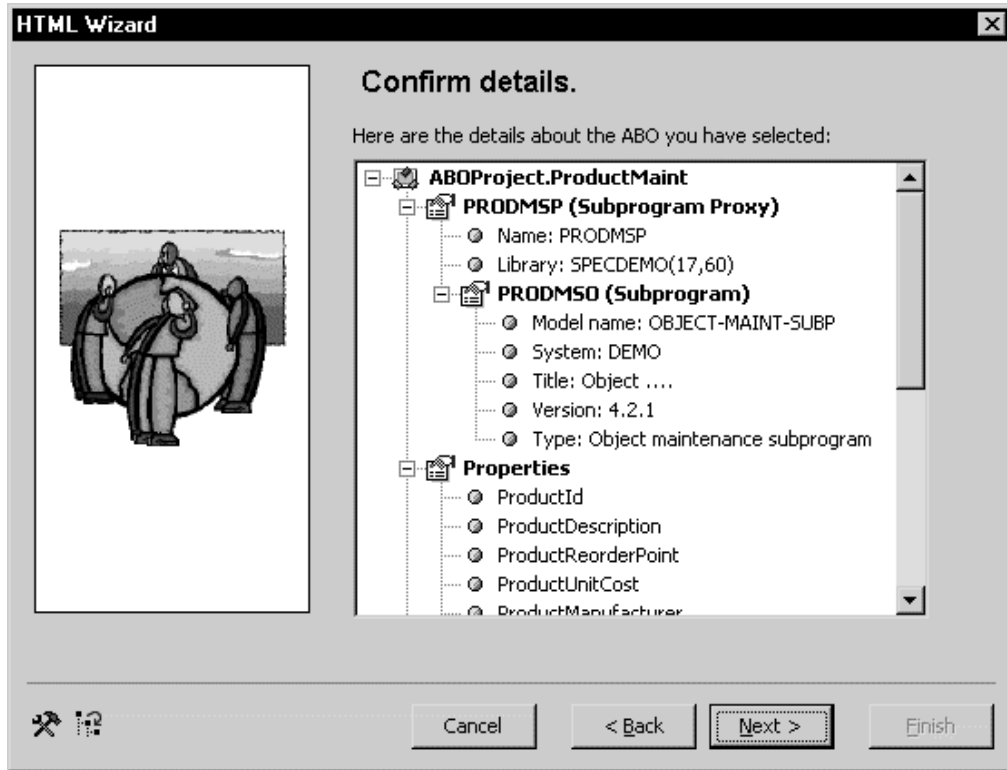 HTML Wizard
Confirm details.
Here are the details about the ABO you have selected:
ABOProject.ProductMaint
PRODMSP (Subprogram Proxy)
Name: PRODMSP
Library: SPECDEMO(17,60)
PRODMSO (Subprogram)
Model name: OBJECT-MAINT-SUBP
System: DEMO
Title: Object ....
Version: 4.2.1
Type: Object maintenance subprogram
Properties
ProductId
ProductDescription
ProductReorderPoint
ProductUnitCost
ProductManufacturer
Cancel
< Back
Next >
Finish